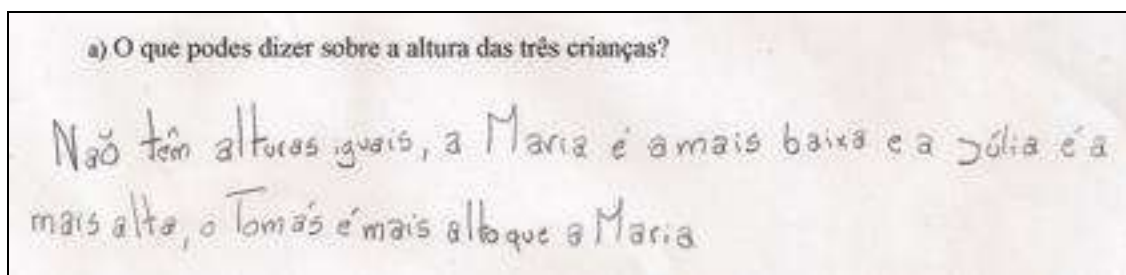 a) O que podes dizer sobre a altura das três crianças?
Não têm alturas iguais, a Maria é a mais baixa e a Júlia é a
mais alta, o Tomás é mais alto que a Maria